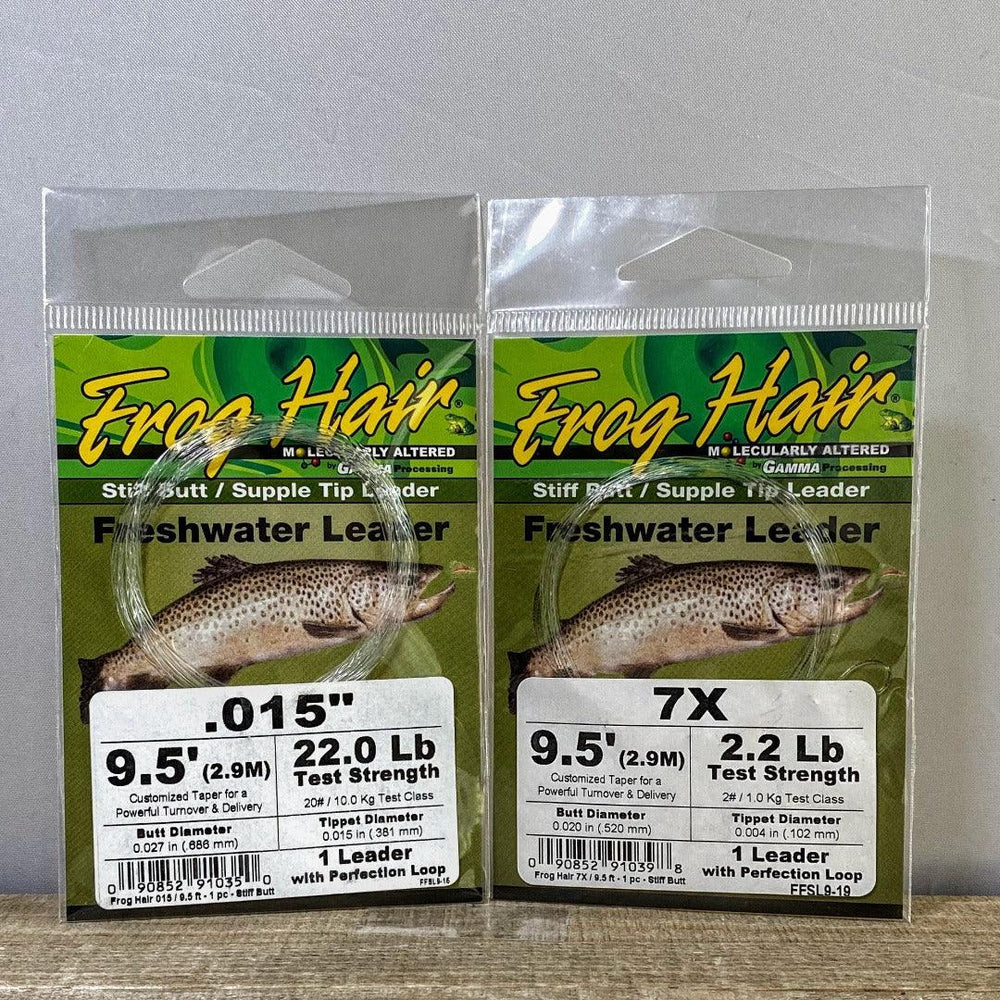 Frog Hair®
MOLECULARLY ALTERED
by GAMMA Processing
Stiff Butt / Supple Tip Leader
Freshwater Leader
.015"
9.5' (2.9M)
Customized Taper for a
Powerful Turnover & Delivery
22.0 Lb
Test Strength
20# / 10.0 Kg Test Class
Butt Diameter
0.027 in (.686 mm)
Tippet Diameter
0.015 in (.381 mm)
0 90852 91035 0
Frog Hair 015 / 9.5 ft - 1 pc - Stiff Butt
1 Leader
with Perfection Loop
FFSL9-15
Frog Hair®
MOLECULARLY ALTERED
by GAMMA Processing
Stiff Butt / Supple Tip Leader
Freshwater Leader
7X
9.5' (2.9M)
Customized Taper for a
Powerful Turnover & Delivery
2.2 Lb
Test Strength
2# / 1.0 Kg Test Class
Butt Diameter
0.020 in (.520 mm)
Tippet Diameter
0.004 in (.102 mm)
0 90852 91039 8
Frog Hair 7X / 9.5 ft - 1 pc - Stiff Butt
1 Leader
with Perfection Loop
FFSL9-19